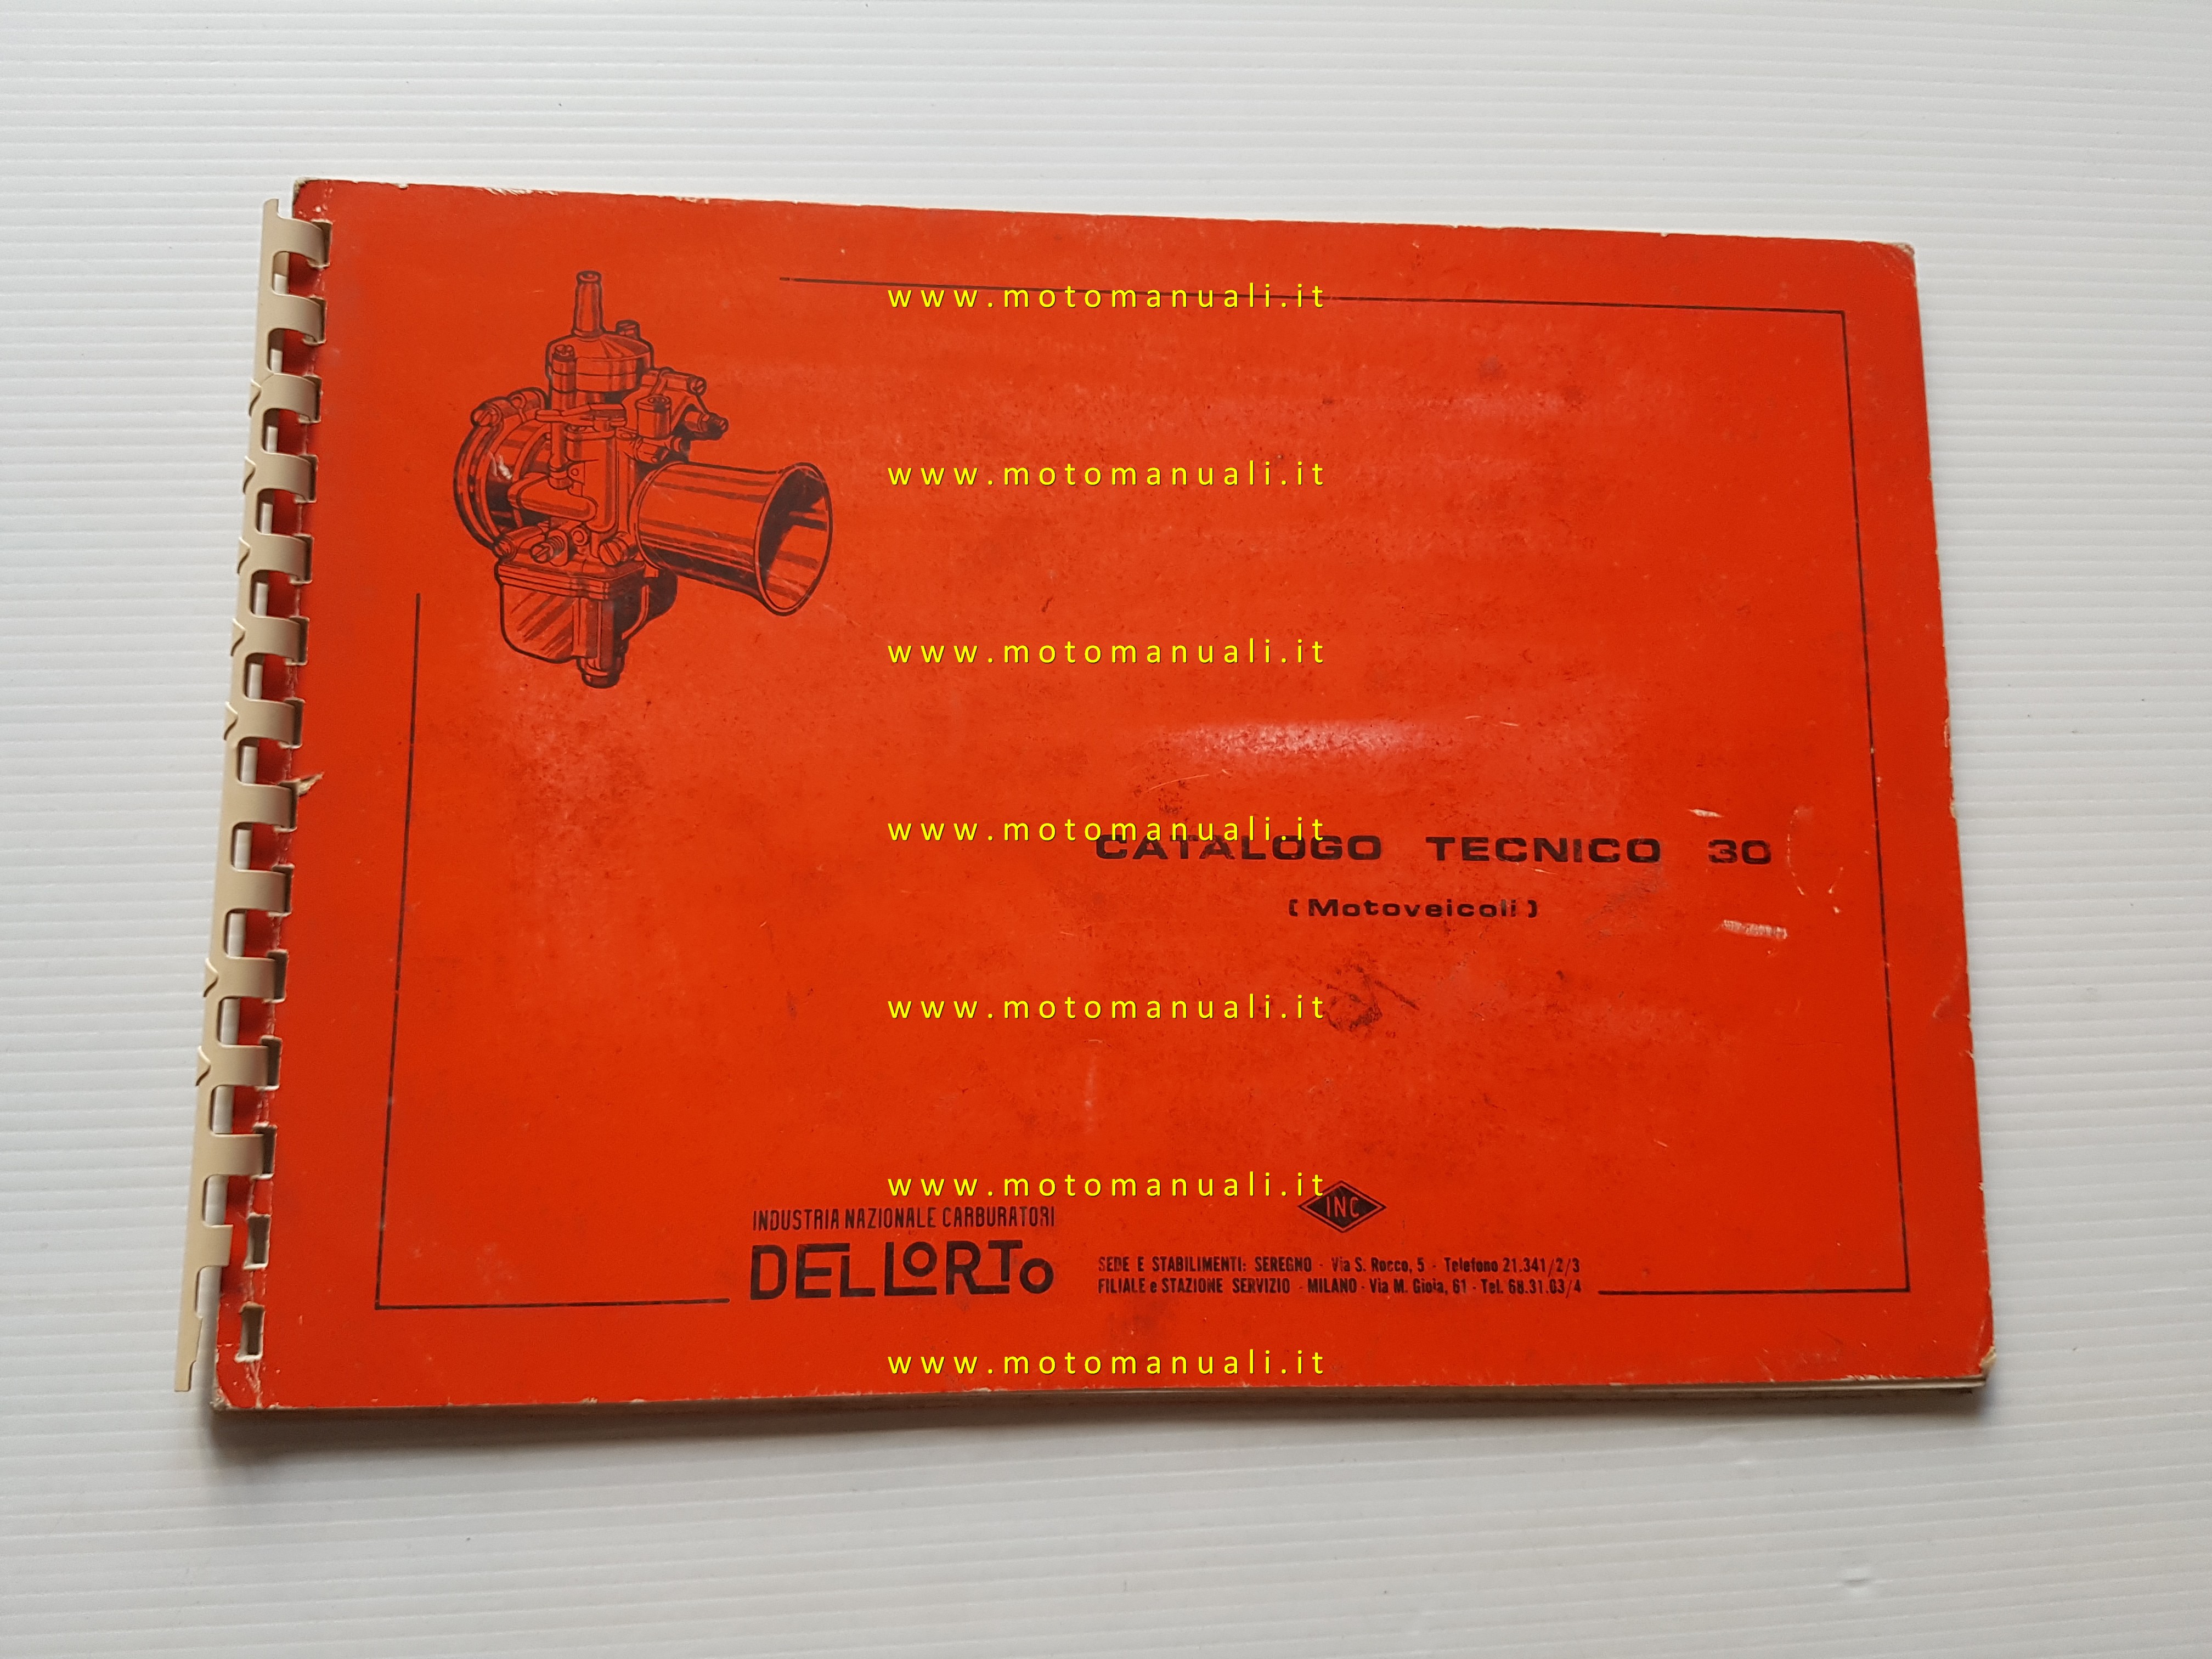 www.motomanuali.it
www.motomanuali.it
www.motomanuali.it
www.motomanuali.it
CATALOGO TECNICO 30
(Motoveicoli)
www.motomanuali.it
www.motomanuali.it
INC
INDUSTRIA NAZIONALE CARBURATORI
DELLORTO
SEDE E STABILIMENTI: SEREGNO - Via S. Rocco, 5 - Telefono 21.341/2/3
FILIALE e STAZIONE SERVIZIO - MILANO - Via M. Gioia, 61 - Tel. 68.31.03/4
www.motomanuali.it